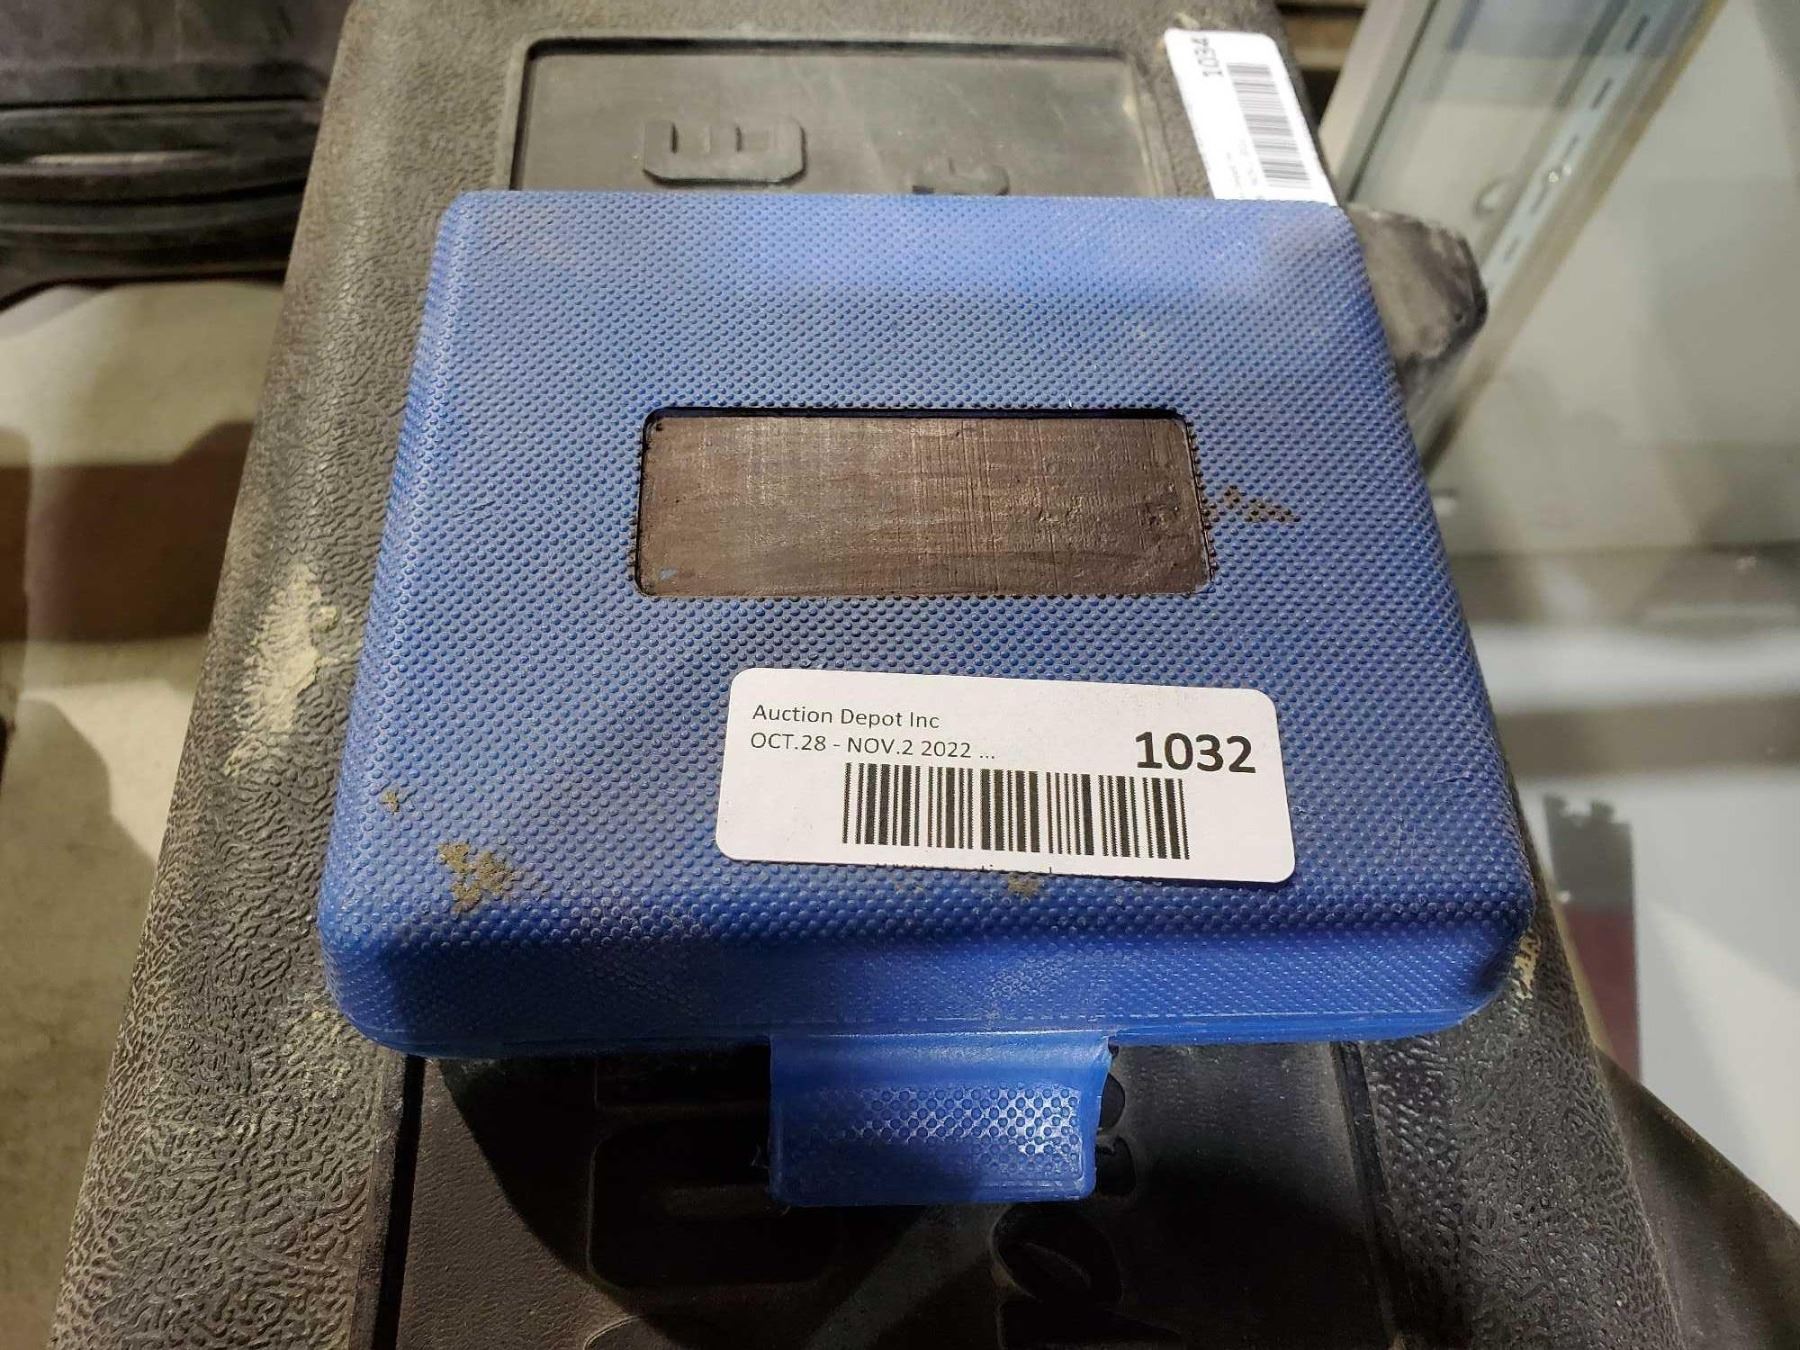 1034
Auction Depot Inc
OCT.28 - NOV.2 2022 ...
1032